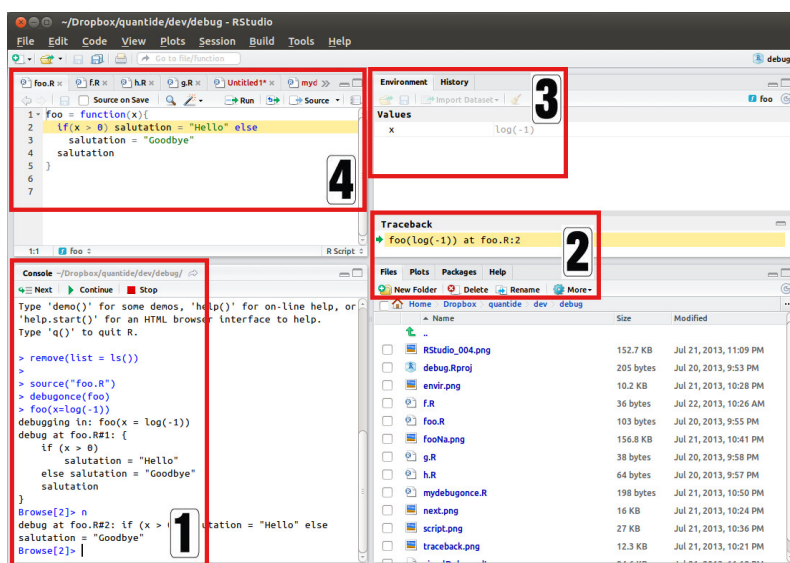 ~/Dropbox/quantide/dev/debug - RStudio
File Edit Code View Plots Session Build Tools Help
Go to file/function
debug
foo.R × f.R × h.R × g.R × Untitled1* × myd »
Source on Save Run Source
1 foo = function(x){
2 if(x > 0) salutation = "Hello" else
3 salutation = "Goodbye"
4 salutation
5 }
6
7
4
1:1 foo R Script
Console ~/Dropbox/quantide/dev/debug/
Next Continue Stop
Type 'demo()' for some demos, 'help()' for on-line help, or
'help.start()' for an HTML browser interface to help.
Type 'q()' to quit R.
> remove(list = ls())
>
> source("foo.R")
> debugonce(foo)
> foo(x=log(-1))
debugging in: foo(x = log(-1))
debug at foo.R#1: {
if (x > 0)
salutation = "Hello"
else salutation = "Goodbye"
salutation
}
Browse[2]> n
debug at foo.R#2: if (x > utation = "Hello" else
salutation = "Goodbye"
Browse[2]>
1
Environment History
Import Dataset
foo
Values
x log(-1)
3
Traceback
foo(log(-1)) at foo.R:2
2
Files Plots Packages Help
New Folder Delete Rename More
Home Dropbox quantide dev debug
Name Size Modified
..
RStudio_004.png 152.7 KB Jul 21, 2013, 11:09 PM
debug.Rproj 205 bytes Jul 20, 2013, 9:53 PM
envir.png 10.2 KB Jul 21, 2013, 10:28 PM
f.R 36 bytes Jul 22, 2013, 10:26 AM
foo.R 103 bytes Jul 20, 2013, 9:55 PM
fooNa.png 156.8 KB Jul 21, 2013, 10:41 PM
g.R 38 bytes Jul 20, 2013, 9:58 PM
h.R 64 bytes Jul 20, 2013, 9:57 PM
mydebugonce.R 198 bytes Jul 21, 2013, 11:50 PM
next.png 16 KB Jul 21, 2013, 10:24 PM
script.png 27 KB Jul 21, 2013, 10:36 PM
traceback.png 12.3 KB Jul 21, 2013, 10:21 PM